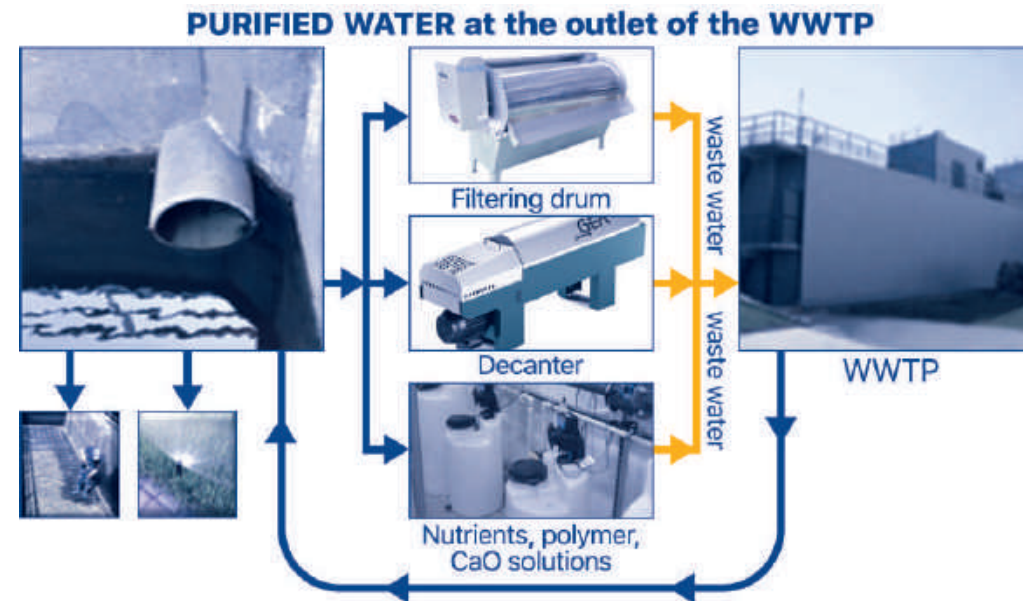 PURIFIED WATER at the outlet of the WWTP
Filtering drum
waste water
GEA
Decanter
waste water
WWTP
Nutrients, polymer,
CaO solutions